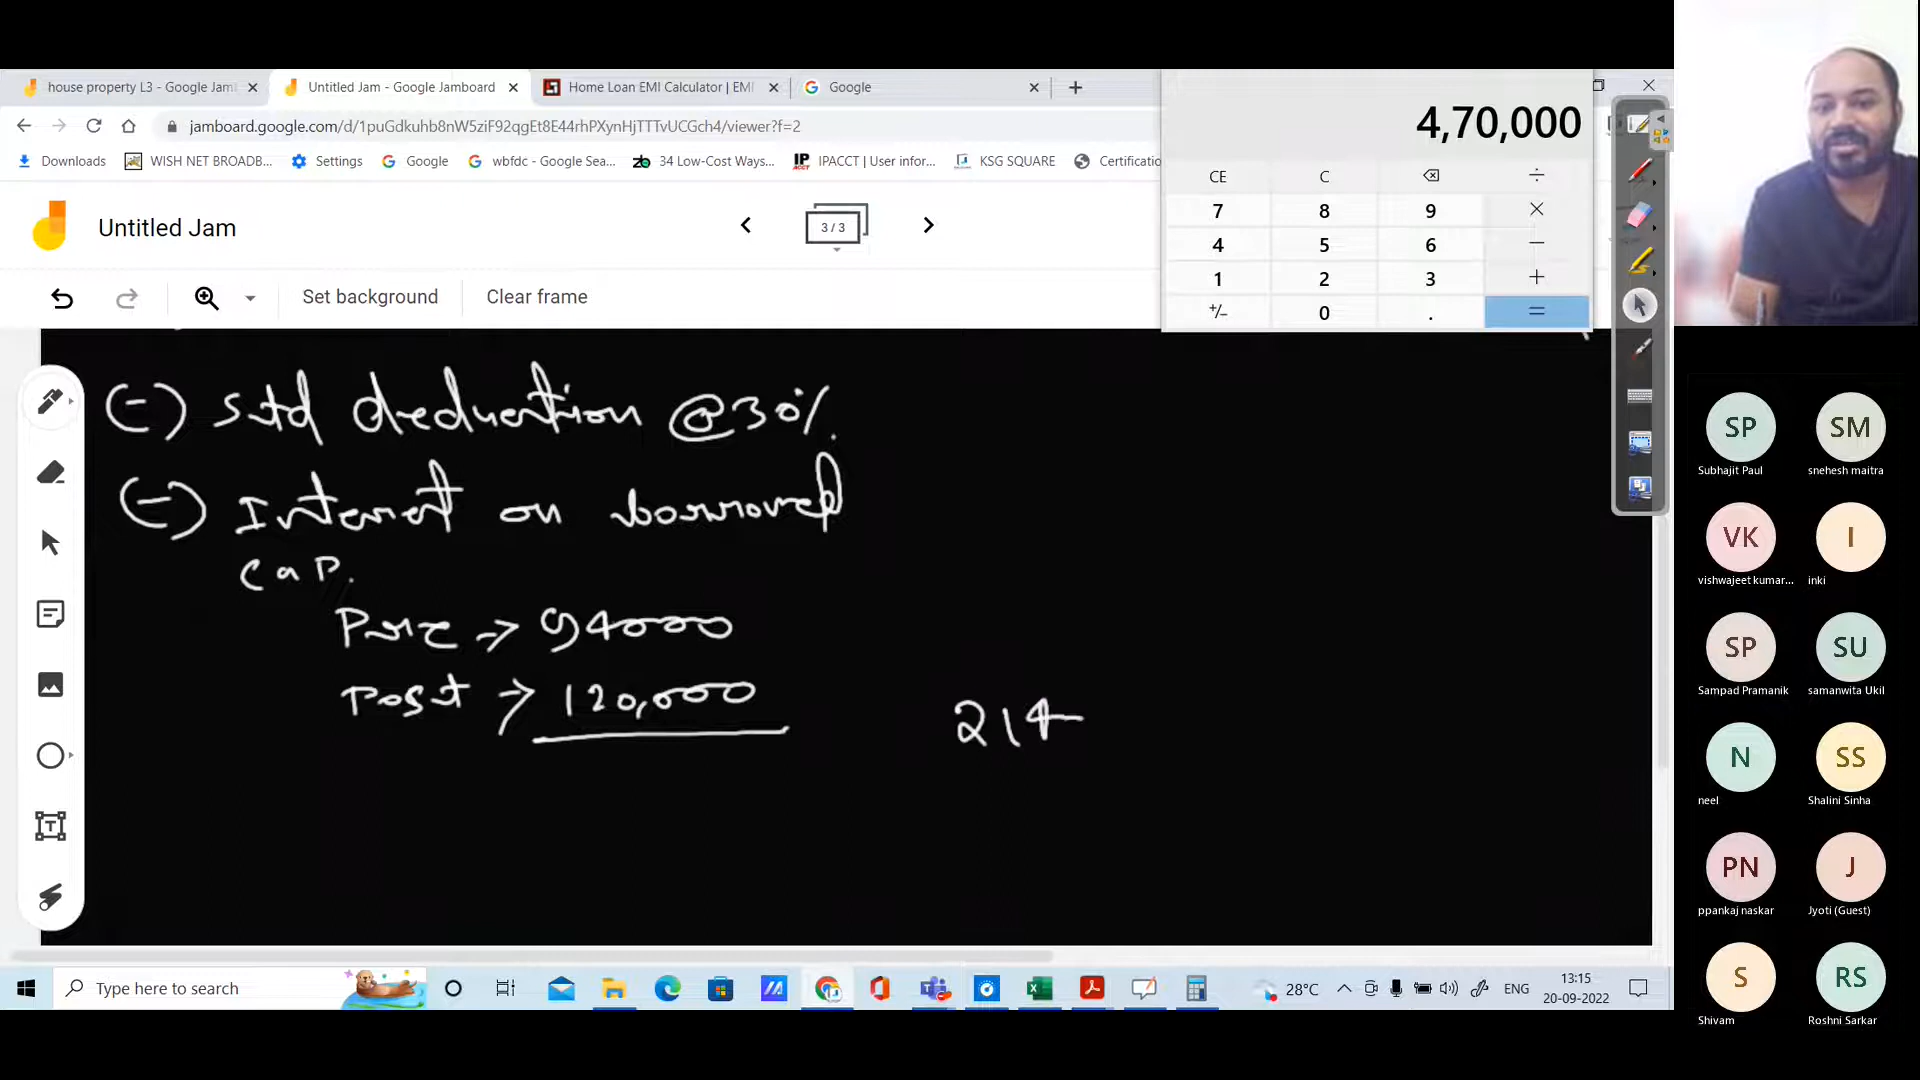 house property L3 - Google Jam
Untitled Jam - Google Jamboard
Home Loan EMI Calculator | EMI
Google
jamboard.google.com/d/1puGdkuhb8nW5ziF92qgEt8E44rhPXynHjTTTvUCGch4/viewer?f=2
Downloads
WISH NET BROADB...
Settings
Google
wbfdc - Google Sea...
34 Low-Cost Ways...
IPACCT | User infor...
KSG SQUARE
Certificatio
4,70,000
CE C ÷
7 8 9 ×
4 5 6 −
1 2 3 +
+/− 0 . =
Untitled Jam
3 / 3
Set background
Clear frame
(-) Std deduction @30%.
(-) Interest on borrowed
cap.
Pre → 94000
Post → 120,000
214
SP
Subhajit Paul
SM
snehesh maitra
VK
vishwajeet kumar...
I
inki
SP
Sampad Pramanik
SU
samanwita Ukil
N
neel
SS
Shalini Sinha
PN
ppankaj naskar
J
Jyoti (Guest)
S
Shivam
RS
Roshni Sarkar
Type here to search
28°C
ENG
13:15
20-09-2022